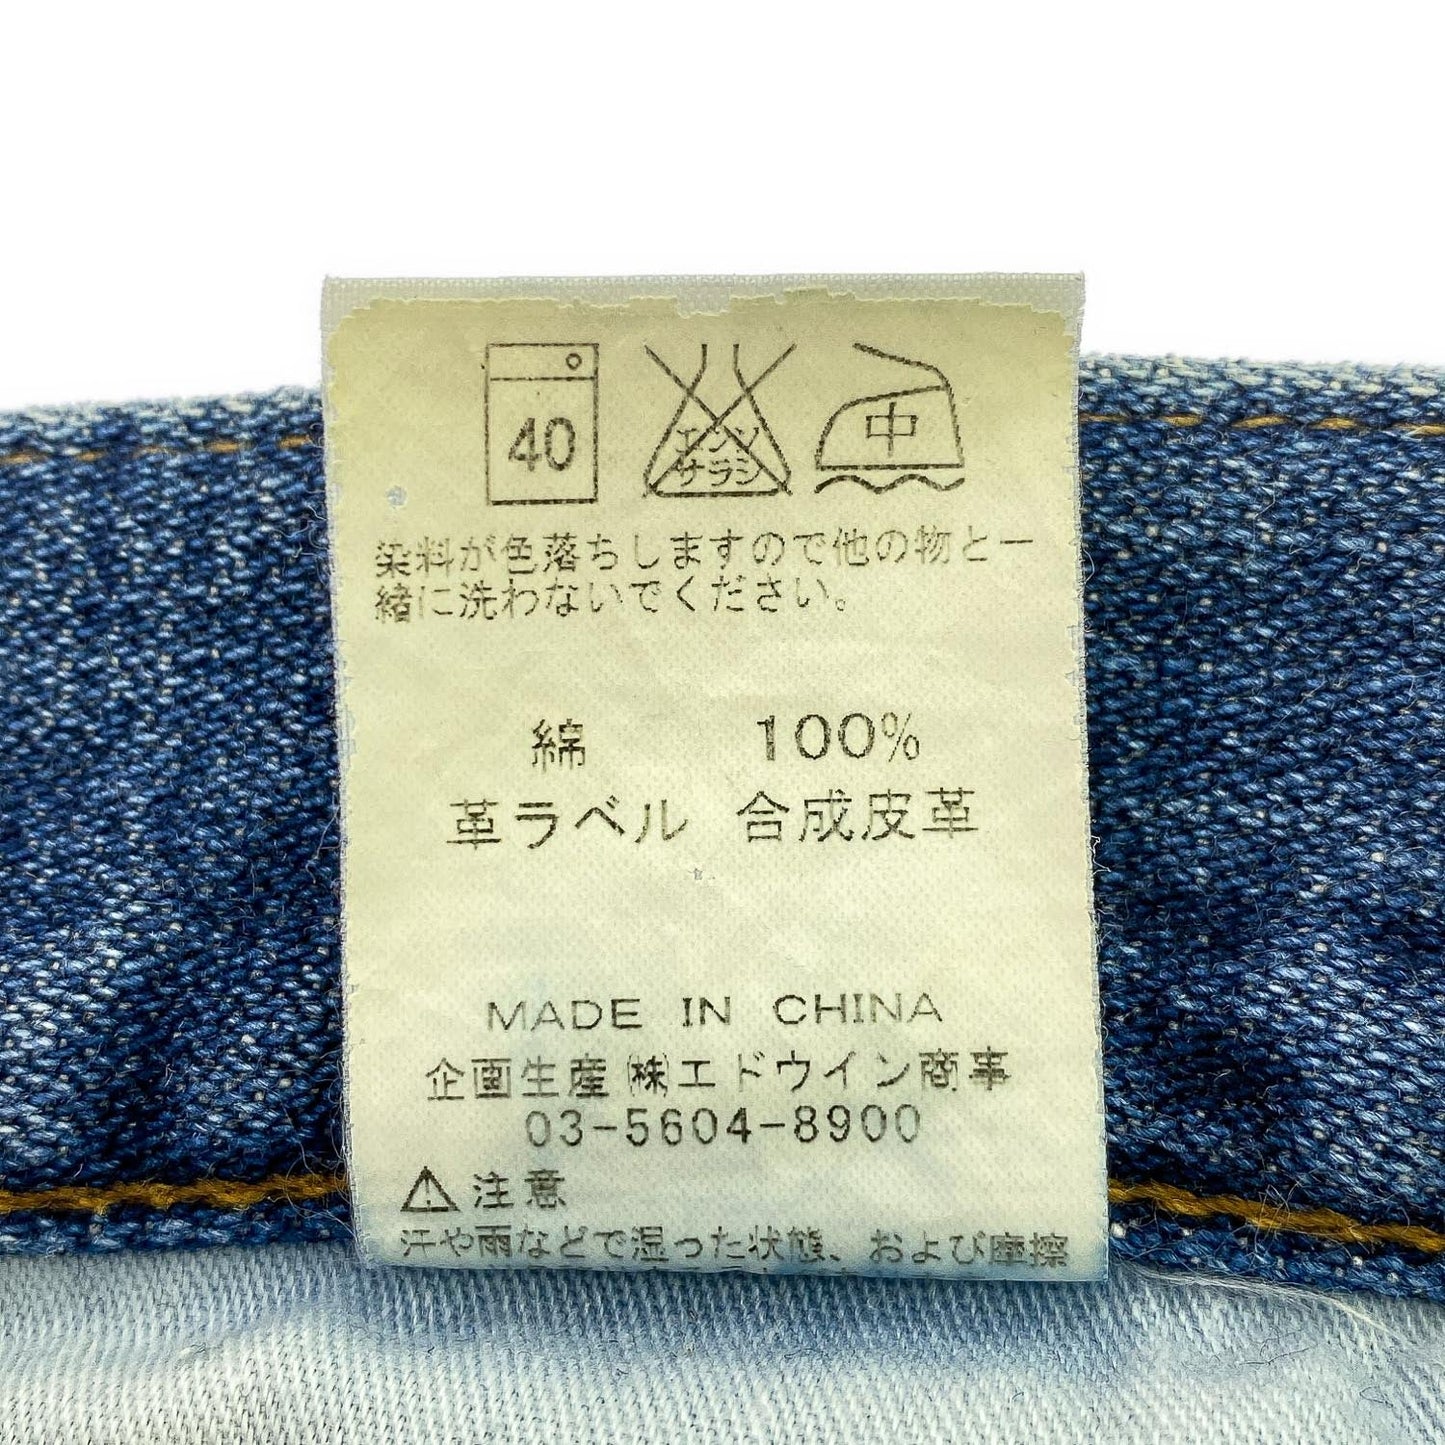 40
エンソ
サラシ
中
染料が色落ちしますので他の物と一
緒に洗わないでください。
綿 100%
革ラベル 合成皮革
MADE IN CHINA
企画生産㈱エドウイン商事
03-5604-8900
⚠注意
汗や雨などで湿った状態、および摩擦